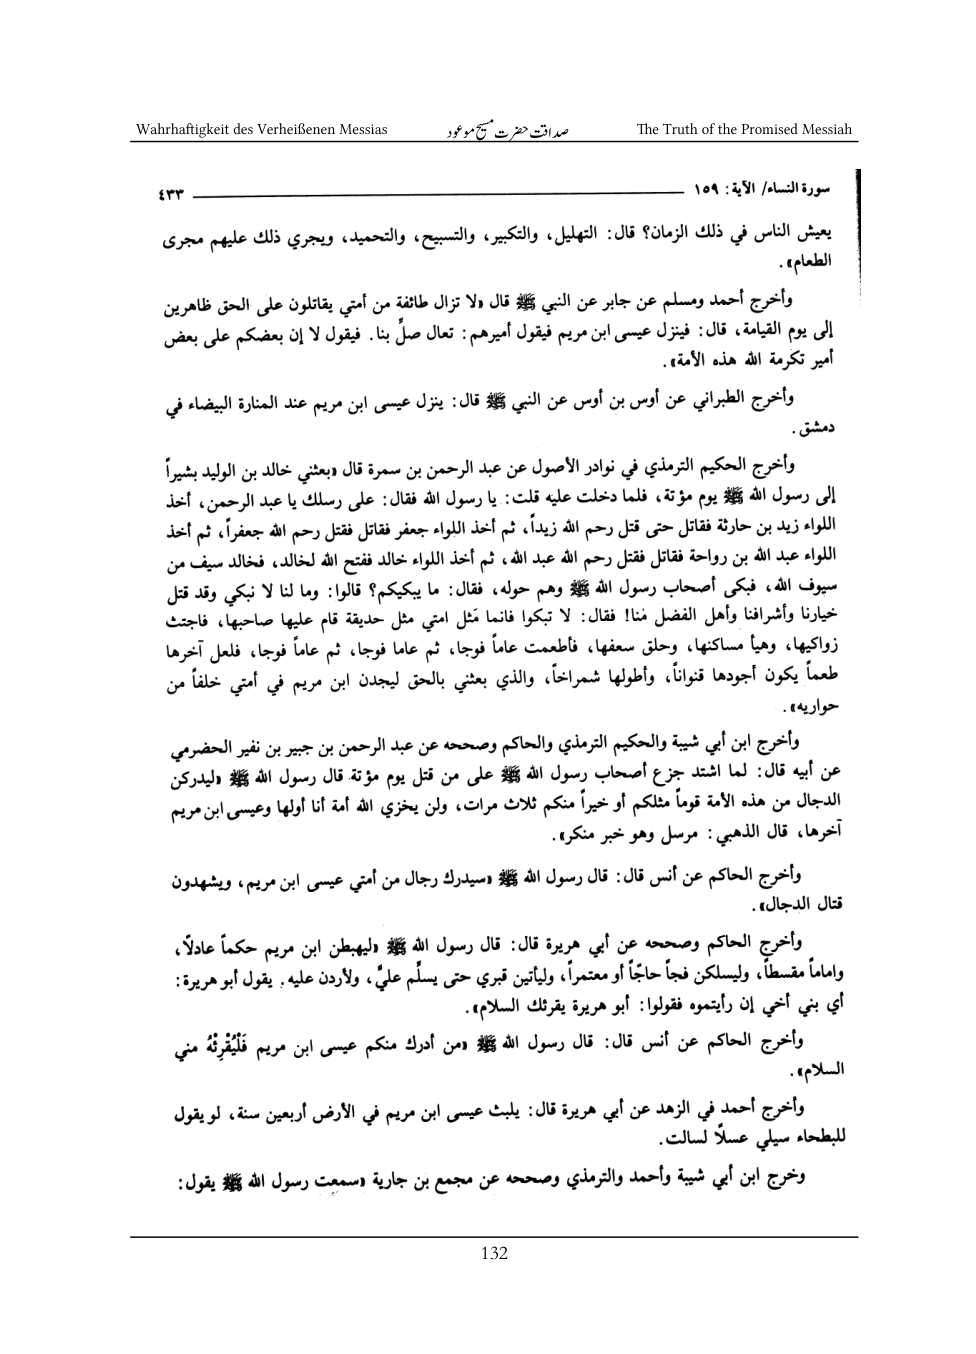 Wahrhaftigkeit des Verheißenen Messias صداقت حضرت مسیح موعود The Truth of the Promised Messiah
سورة النساء/ الآية: ١٥٩ ٤٣٣
يعيش الناس في ذلك الزمان؟ قال: التهليل، والتكبير، والتسبيح، والتحميد، ويجري ذلك عليهم مجرى
الطعام».
وأخرج أحمد ومسلم عن جابر عن النبي ﷺ قال «لا تزال طائفة من أمتي يقاتلون على الحق ظاهرين
إلى يوم القيامة، قال: فينزل عيسى ابن مريم فيقول أميرهم: تعال صلِّ بنا. فيقول لا إن بعضكم على بعض
أمير تكرمة الله هذه الأمة».
وأخرج الطبراني عن أوس بن أوس عن النبي ﷺ قال: ينزل عيسى ابن مريم عند المنارة البيضاء في
دمشق.
وأخرج الحكيم الترمذي في نوادر الأصول عن عبد الرحمن بن سمرة قال «بعثني خالد بن الوليد بشيراً
إلى رسول الله ﷺ يوم مؤتة، فلما دخلت عليه قلت: يا رسول الله فقال: على رسلك يا عبد الرحمن، أخذ
اللواء زيد بن حارثة فقاتل حتى قتل رحم الله زيداً، ثم أخذ اللواء جعفر فقاتل فقتل رحم الله جعفراً، ثم أخذ
اللواء عبد الله بن رواحة فقاتل فقتل رحم الله عبد الله، ثم أخذ اللواء خالد ففتح الله لخالد، فخالد سيف من
سيوف الله، فبكى أصحاب رسول الله ﷺ وهم حوله، فقال: ما يبكيكم؟ قالوا: وما لنا لا نبكي وقد قتل
خيارنا وأشرافنا وأهل الفضل منا! فقال: لا تبكوا فانما مَثل امتي مثل حديقة قام عليها صاحبها، فاجتث
زواكيها، وهيأ مساكنها، وحلق سعفها، فأطعمت عاماً فوجا، ثم عاما فوجا، ثم عاماً فوجا، فلعل آخرها
طعماً يكون أجودها قنواناً، وأطولها شمراخاً، والذي بعثني بالحق ليجدن ابن مريم في أمتي خلفاً من
حواريه».
وأخرج ابن أبي شيبة والحكيم الترمذي والحاكم وصححه عن عبد الرحمن بن جبير بن نفير الحضرمي
عن أبيه قال: لما اشتد جزع أصحاب رسول الله ﷺ على من قتل يوم مؤتة قال رسول الله ﷺ «ليدركن
الدجال من هذه الأمة قوماً مثلكم أو خيراً منكم ثلاث مرات، ولن يخزي الله أمة أنا أولها وعيسى ابن مريم
آخرها، قال الذهبي: مرسل وهو خبر منكر».
وأخرج الحاكم عن أنس قال: قال رسول الله ﷺ «سيدرك رجال من أمتي عيسى ابن مريم، ويشهدون
قتال الدجال».
وأخرج الحاكم وصححه عن أبي هريرة قال: قال رسول الله ﷺ «ليهبطن ابن مريم حكماً عادلاً،
واماماً مقسطاً، وليسلكن فجاً حاجّاً أو معتمراً، وليأتين قبري حتى يسلِّم عليَّ، ولأردن عليه. يقول أبو هريرة:
أي بني أخي إن رأيتموه فقولوا: أبو هريرة يقرئك السلام».
وأخرج الحاكم عن أنس قال: قال رسول الله ﷺ «من أدرك منكم عيسى ابن مريم فَلْيُقْرِئْهُ مني
السلام».
وأخرج أحمد في الزهد عن أبي هريرة قال: يلبث عيسى ابن مريم في الأرض أربعين سنة، لو يقول
للبطحاء سيلي عسلًا لسالت.
وخرج ابن أبي شيبة وأحمد والترمذي وصححه عن مجمع بن جارية «سمعت رسول الله ﷺ يقول:
132